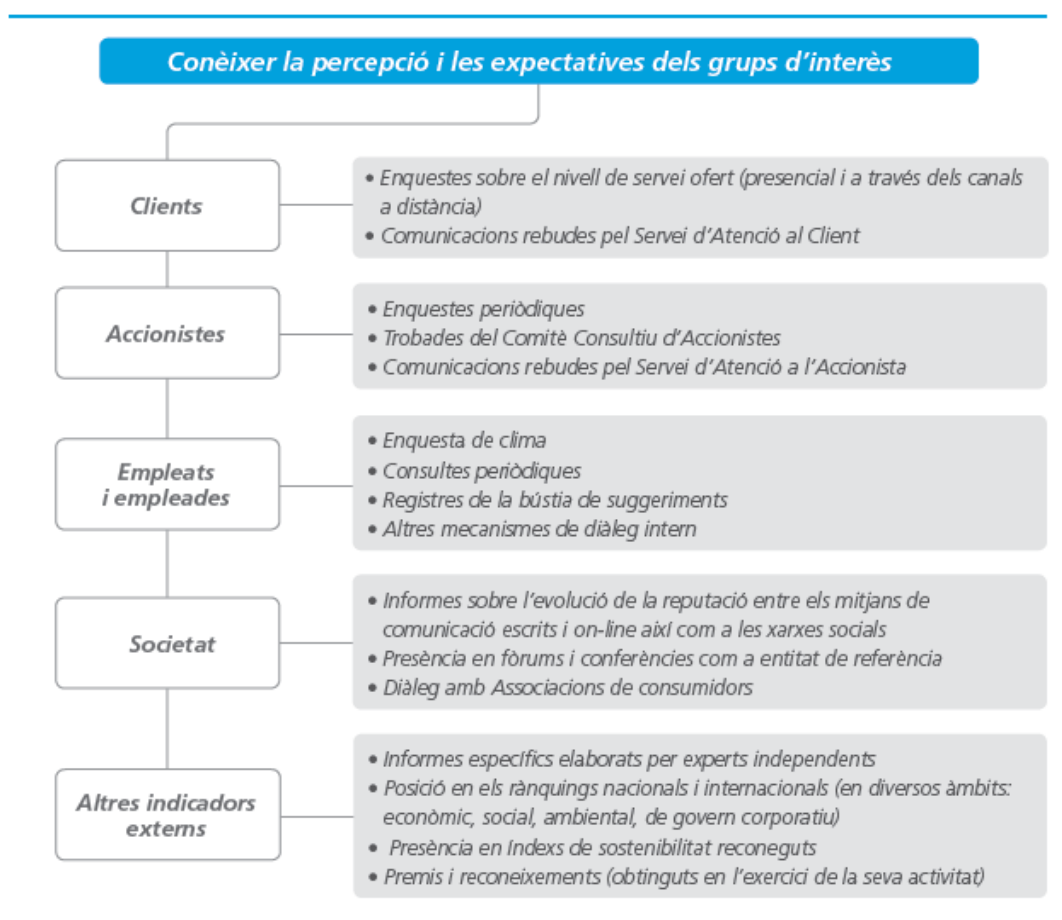 Conèixer la percepció i les expectatives dels grups d'interès
Clients
• Enquestes sobre el nivell de servei ofert (presencial i a través dels canals
a distància)
• Comunicacions rebudes pel Servei d'Atenció al Client
Accionistes
• Enquestes periòdiques
• Trobades del Comitè Consultiu d'Accionistes
• Comunicacions rebudes pel Servei d'Atenció a l'Accionista
Empleats
i empleades
• Enquesta de clima
• Consultes periòdiques
• Registres de la bústia de suggeriments
• Altres mecanismes de diàleg intern
Societat
• Informes sobre l'evolució de la reputació entre els mitjans de
comunicació escrits i on-line així com a les xarxes socials
• Presència en fòrums i conferències com a entitat de referència
• Diàleg amb Associacions de consumidors
Altres indicadors
externs
• Informes específics elaborats per experts independents
• Posició en els rànquings nacionals i internacionals (en diversos àmbits:
econòmic, social, ambiental, de govern corporatiu)
• Presència en índexs de sostenibilitat reconeguts
• Premis i reconeixements (obtinguts en l'exercici de la seva activitat)